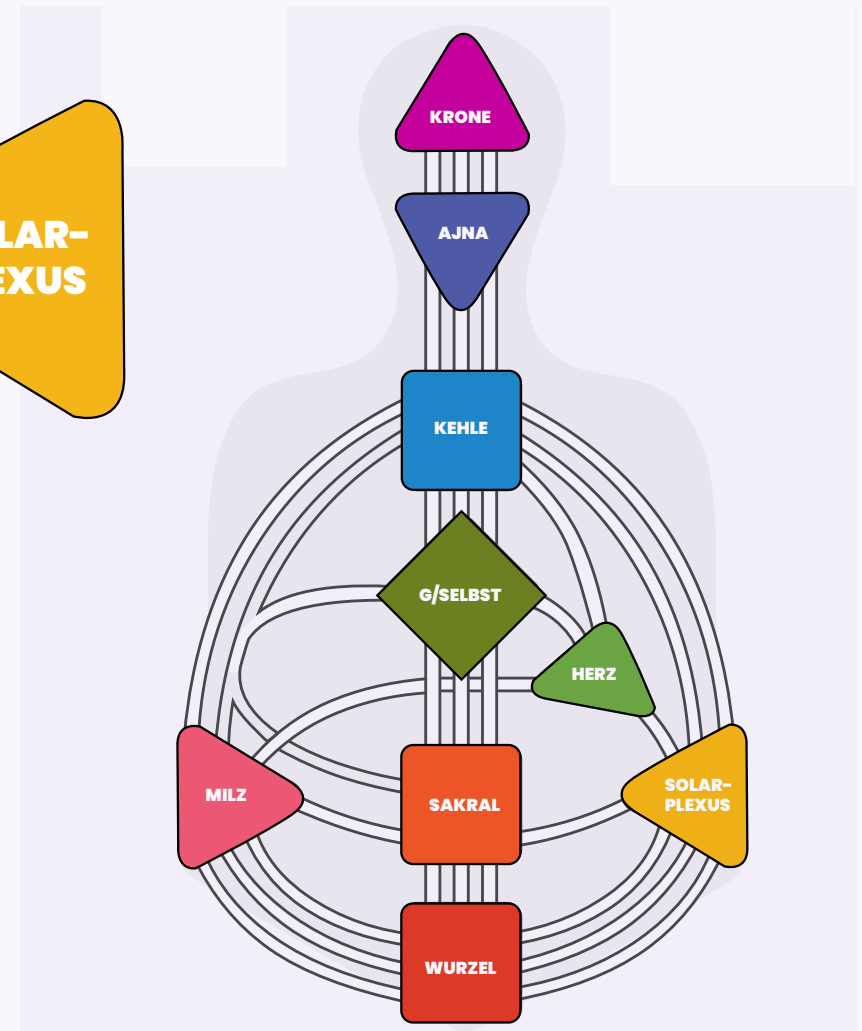 KRONE
AJNA
LAR-
EXUS
KEHLE
G/SELBST
HERZ
MILZ
SAKRAL
SOLAR-
PLEXUS
WURZEL